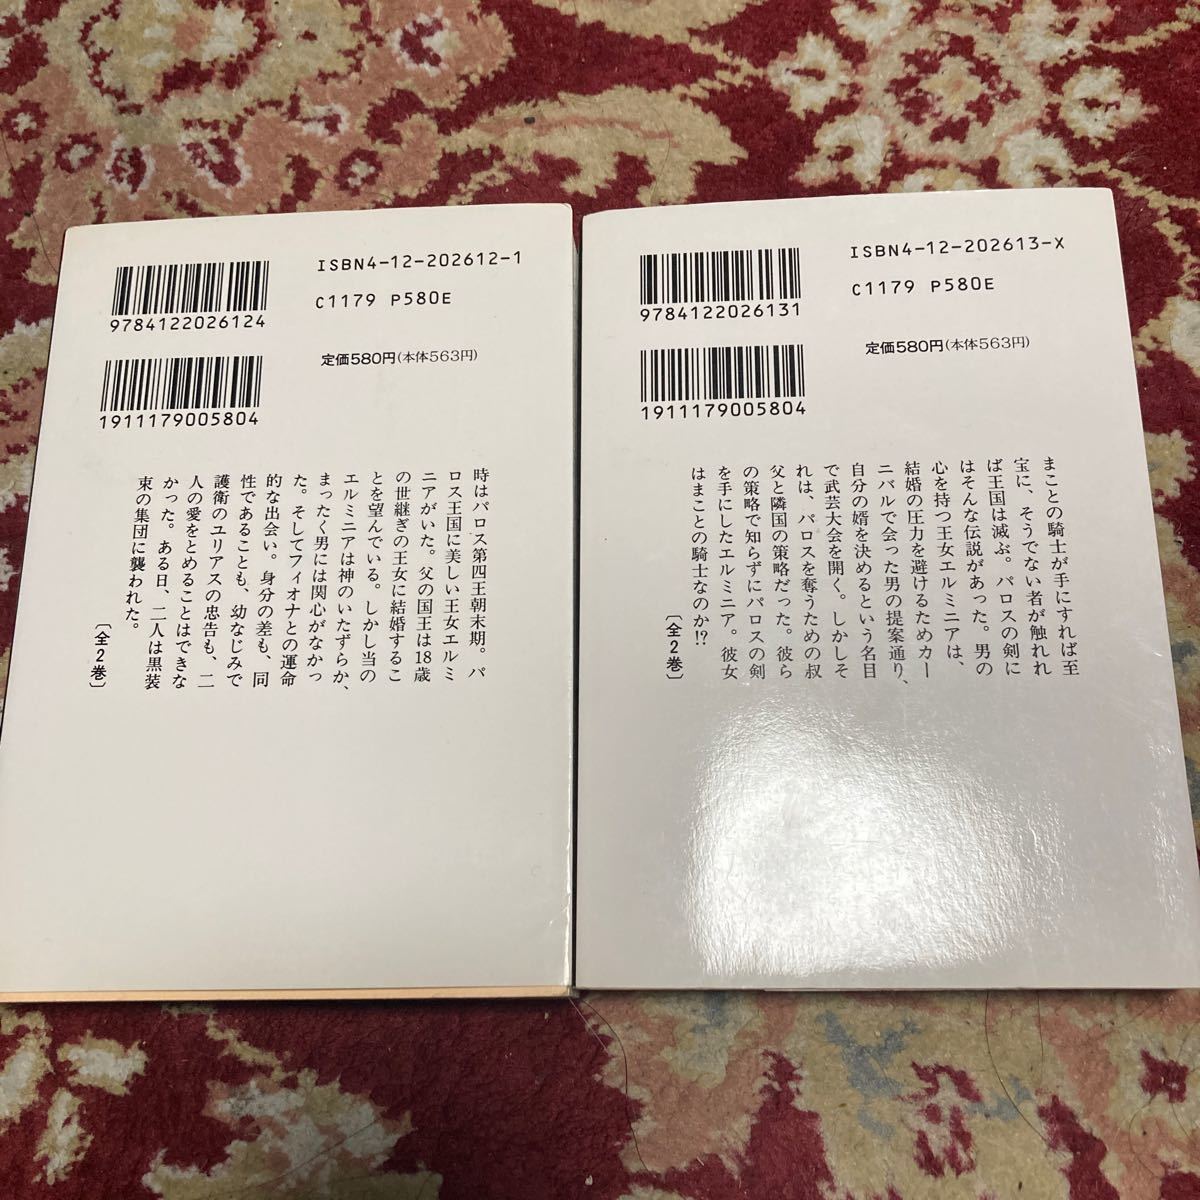 ISBN4-12-202612-1
C1179 P580E
9784122026124
定価580円(本体563円)
1911179005804
時はパロス第四王朝末期。パ
ロス王国に美しい王女エルミ
ニアがいた。父の国王は18歳
の世継ぎの王女に結婚するこ
とを望んでいる。しかし当の
エルミニアは神のいたずらか、
まったく男には関心がなかっ
た。そしてフィオナとの運命
的な出会い。身分の差も、同
性であることも、幼なじみで
護衛のユリアスの忠告も、二
人の愛をとめることはできな
かった。ある日、二人は黒装
束の集団に襲われた。
〔全2巻〕
ISBN4-12-202613-X
C1179 P580E
9784122026131
定価580円(本体563円)
1911179005804
まことの騎士が手にすれば至
宝に、そうでない者が触れれ
ば王国は滅ぶ。パロスの剣に
はそんな伝説があった。男の
心を持つ王女エルミニアは、
結婚の圧力を避けるためカー
ニバルで会った男の提案通り、
自分の婿を決めるという名目
で武芸大会を開く。しかしそ
れは、パロスを奪うための叔
父と隣国の策略だった。彼ら
の策略で知らずにパロスの剣
を手にしたエルミニア。彼女
はまことの騎士なのか!?
〔全2巻〕